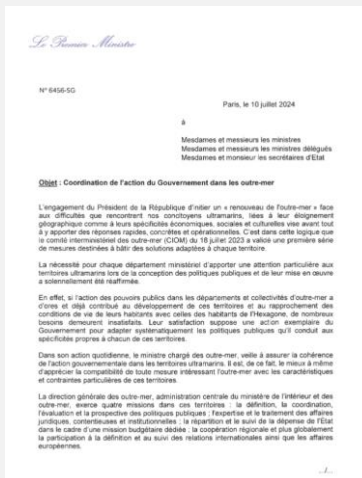 Le Premier Ministre
N° 6456-SG
Paris, le 10 juillet 2024
à
Mesdames et messieurs les ministres
Mesdames et messieurs les ministres délégués
Mesdames et monsieur les secrétaires d'Etat
Objet : Coordination de l'action du Gouvernement dans les outre-mer
L'engagement du Président de la République d'initier un « renouveau de l'outre-mer » face
aux difficultés que rencontrent nos concitoyens ultramarins, liées à leur éloignement
géographique comme à leurs spécificités économiques, sociales et culturelles vise avant tout
à y apporter des réponses rapides, concrètes et opérationnelles. C'est dans cette logique que
le comité interministériel des outre-mer (CIOM) du 18 juillet 2023 a validé une première série
de mesures destinées à bâtir des solutions adaptées à chaque territoire.
La nécessité pour chaque département ministériel d'apporter une attention particulière aux
territoires ultramarins lors de la conception des politiques publiques et de leur mise en œuvre
a solennellement été réaffirmée.
En effet, si l'action des pouvoirs publics dans les départements et collectivités d'outre-mer a
d'ores et déjà contribué au développement de ces territoires et au rapprochement des
conditions de vie de leurs habitants avec celles des habitants de l'Hexagone, de nombreux
besoins demeurent insatisfaits. Leur satisfaction suppose une action exemplaire du
Gouvernement pour adapter systématiquement les politiques publiques qu'il conduit aux
spécificités propres à chacun de ces territoires.
Dans son action quotidienne, le ministre chargé des outre-mer, veille à assurer la cohérence
de l'action gouvernementale dans les territoires ultramarins. Il est, de ce fait, le mieux à même
d'apprécier la compatibilité de toute mesure intéressant l'outre-mer avec les caractéristiques
et contraintes particulières de ces territoires.
La direction générale des outre-mer, administration centrale du ministère de l'intérieur et des
outre-mer, exerce quatre missions dans ces territoires : la définition, la coordination,
l'évaluation et la prospective des politiques publiques ; l'expertise et le traitement des affaires
juridiques, contentieuses et institutionnelles ; la répartition et le suivi de la dépense de l'Etat
dans le cadre d'une mission budgétaire dédiée ; la coopération régionale et plus globalement
la participation à la définition et au suivi des relations internationales ainsi que les affaires
européennes.
.../...